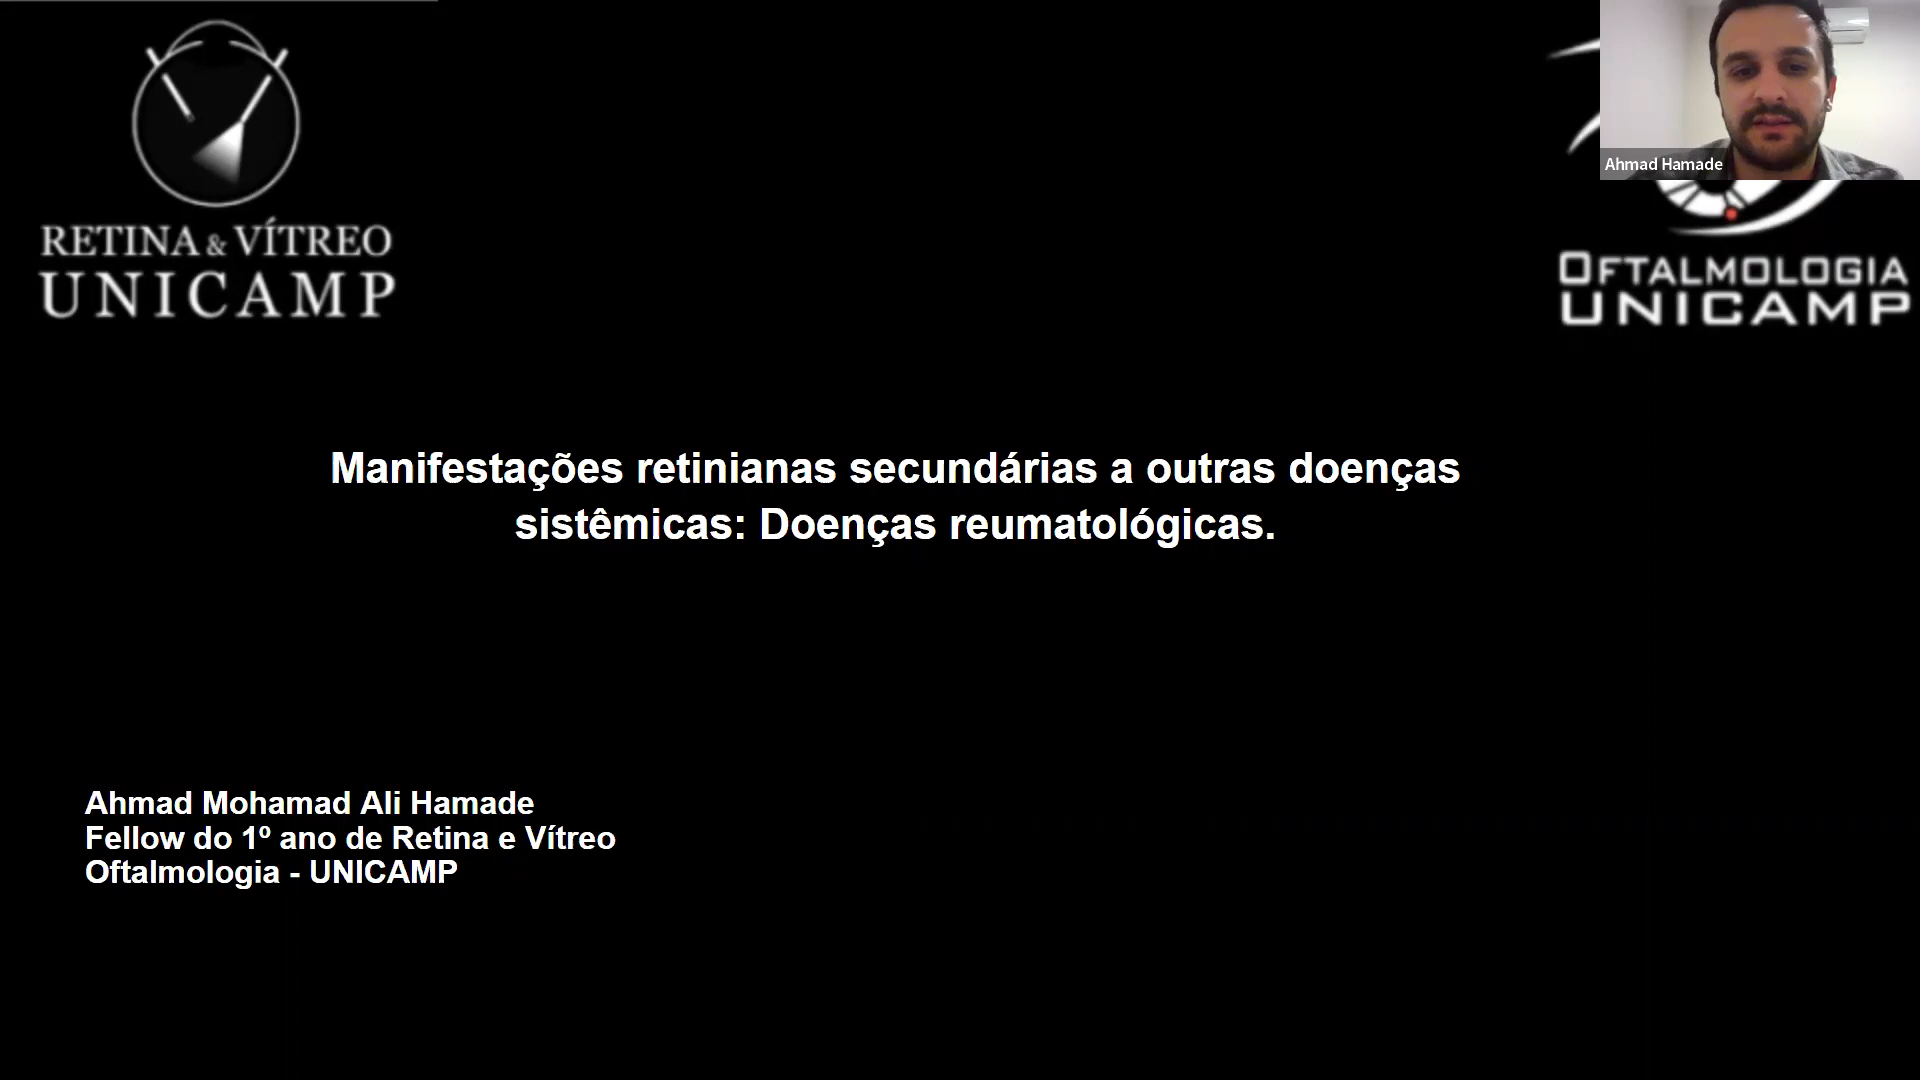 RETINA & VÍTREO
UNICAMP
Ahmad Hamade
OFTALMOLOGIA
UNICAMP
Manifestações retinianas secundárias a outras doenças
sistêmicas: Doenças reumatológicas.
Ahmad Mohamad Ali Hamade
Fellow do 1º ano de Retina e Vítreo
Oftalmologia - UNICAMP